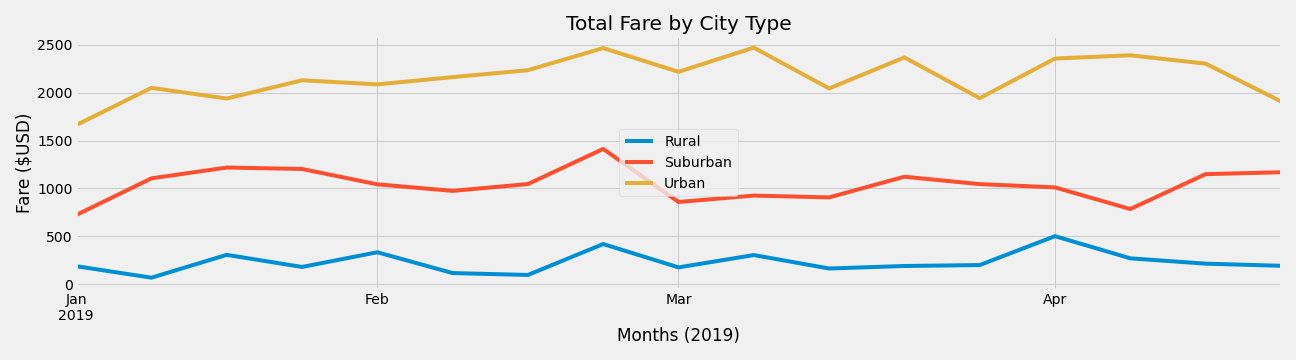 Total Fare by City Type
Fare ($USD)
2500
2000
1500
1000
500
0
Rural
Suburban
Urban
Jan
2019
Feb
Mar
Apr
Months (2019)